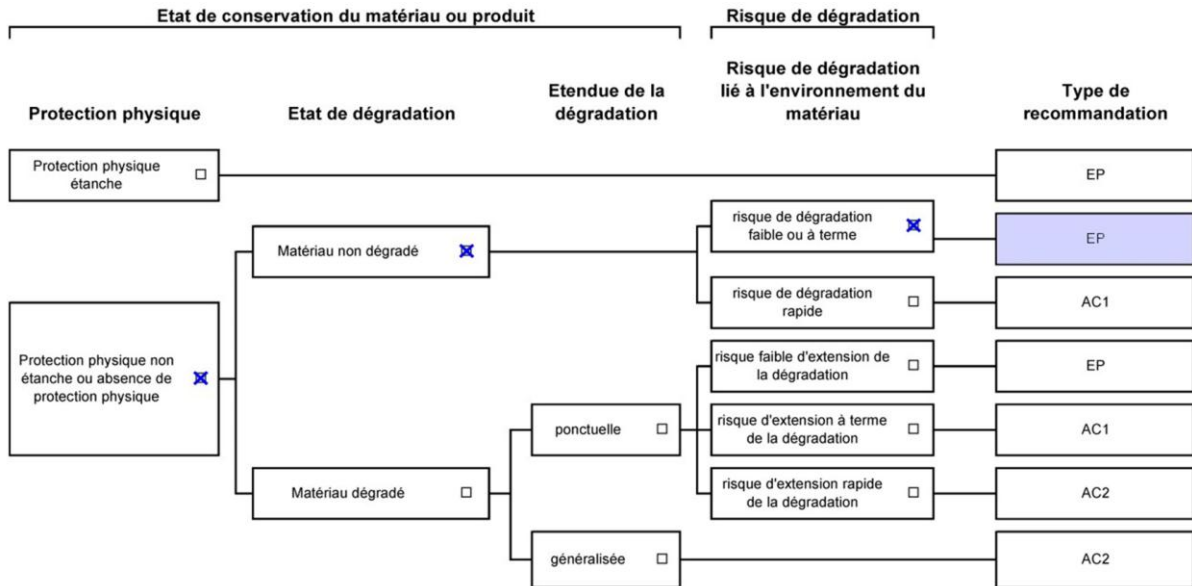 Etat de conservation du matériau ou produit
Risque de dégradation
Protection physique
Etat de dégradation
Etendue de la
dégradation
Risque de dégradation
lié à l'environnement du
matériau
Type de
recommandation
Protection physique
étanche
EP
Protection physique non
étanche ou absence de
protection physique
Matériau non dégradé
risque de dégradation
faible ou à terme
EP
risque de dégradation
rapide
AC1
Matériau dégradé
ponctuelle
risque faible d'extension de
la dégradation
EP
risque d'extension à terme
de la dégradation
AC1
risque d'extension rapide
de la dégradation
AC2
généralisée
AC2